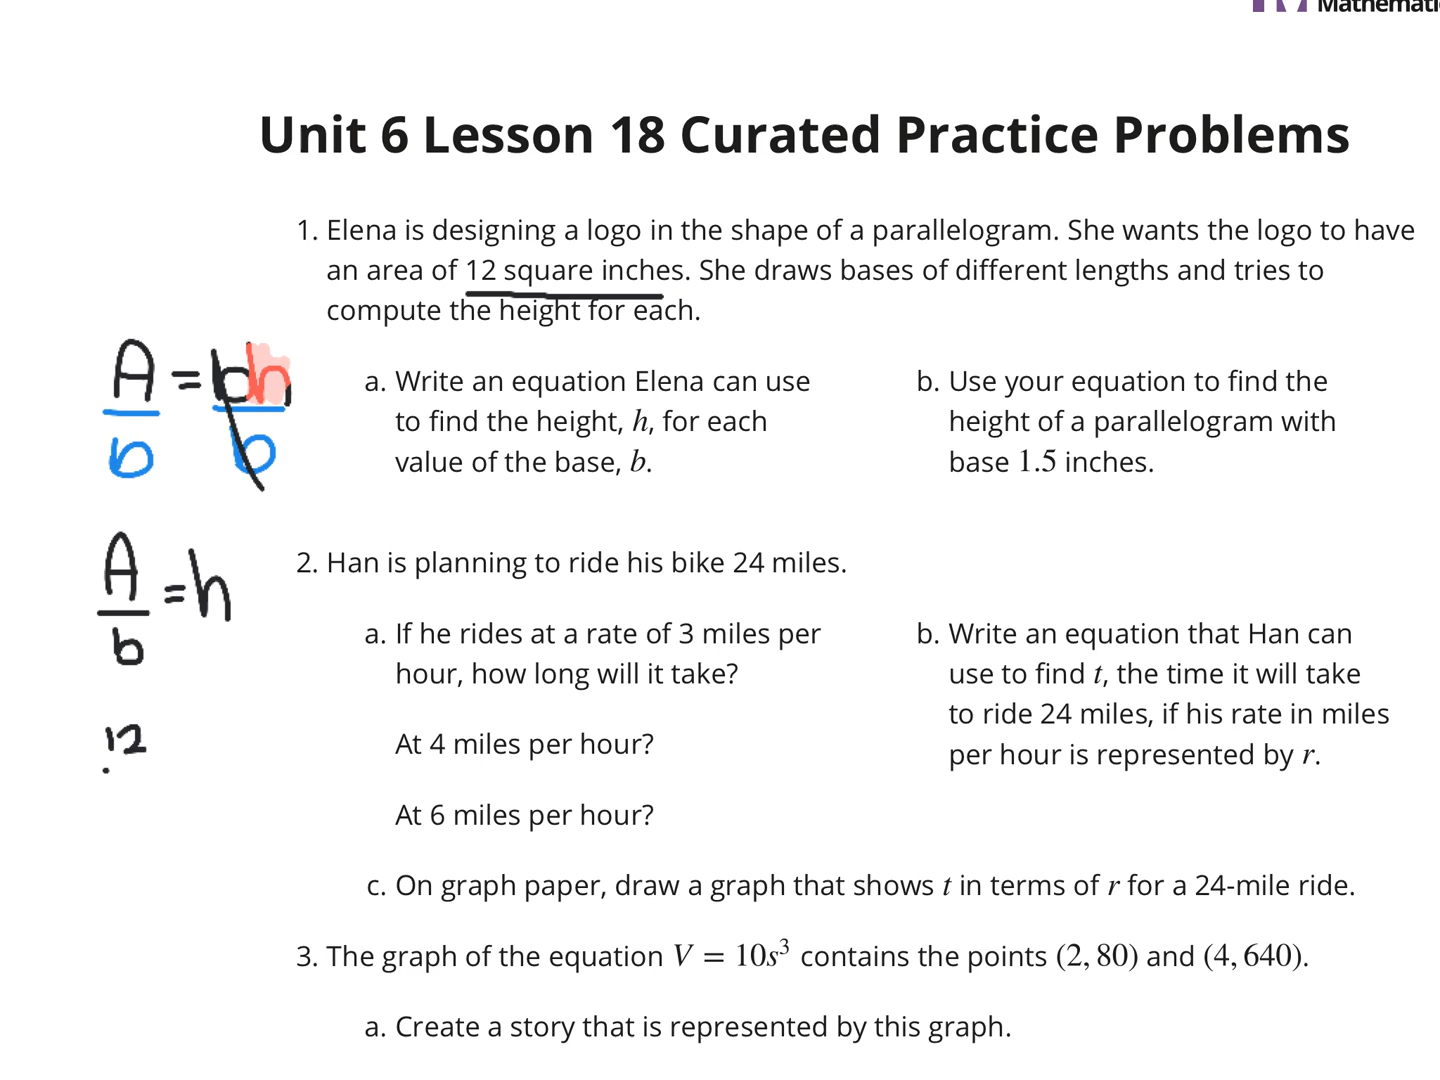 Mathemati
Unit 6 Lesson 18 Curated Practice Problems
1. Elena is designing a logo in the shape of a parallelogram. She wants the logo to have
an area of 12 square inches. She draws bases of different lengths and tries to
compute the height for each.
A = bh
b b
a. Write an equation Elena can use
to find the height, h, for each
value of the base, b.
b. Use your equation to find the
height of a parallelogram with
base 1.5 inches.
A = h
b
12
2. Han is planning to ride his bike 24 miles.
a. If he rides at a rate of 3 miles per
hour, how long will it take?
At 4 miles per hour?
At 6 miles per hour?
b. Write an equation that Han can
use to find t, the time it will take
to ride 24 miles, if his rate in miles
per hour is represented by r.
c. On graph paper, draw a graph that shows t in terms of r for a 24-mile ride.
3. The graph of the equation V = 10s³ contains the points (2, 80) and (4, 640).
a. Create a story that is represented by this graph.